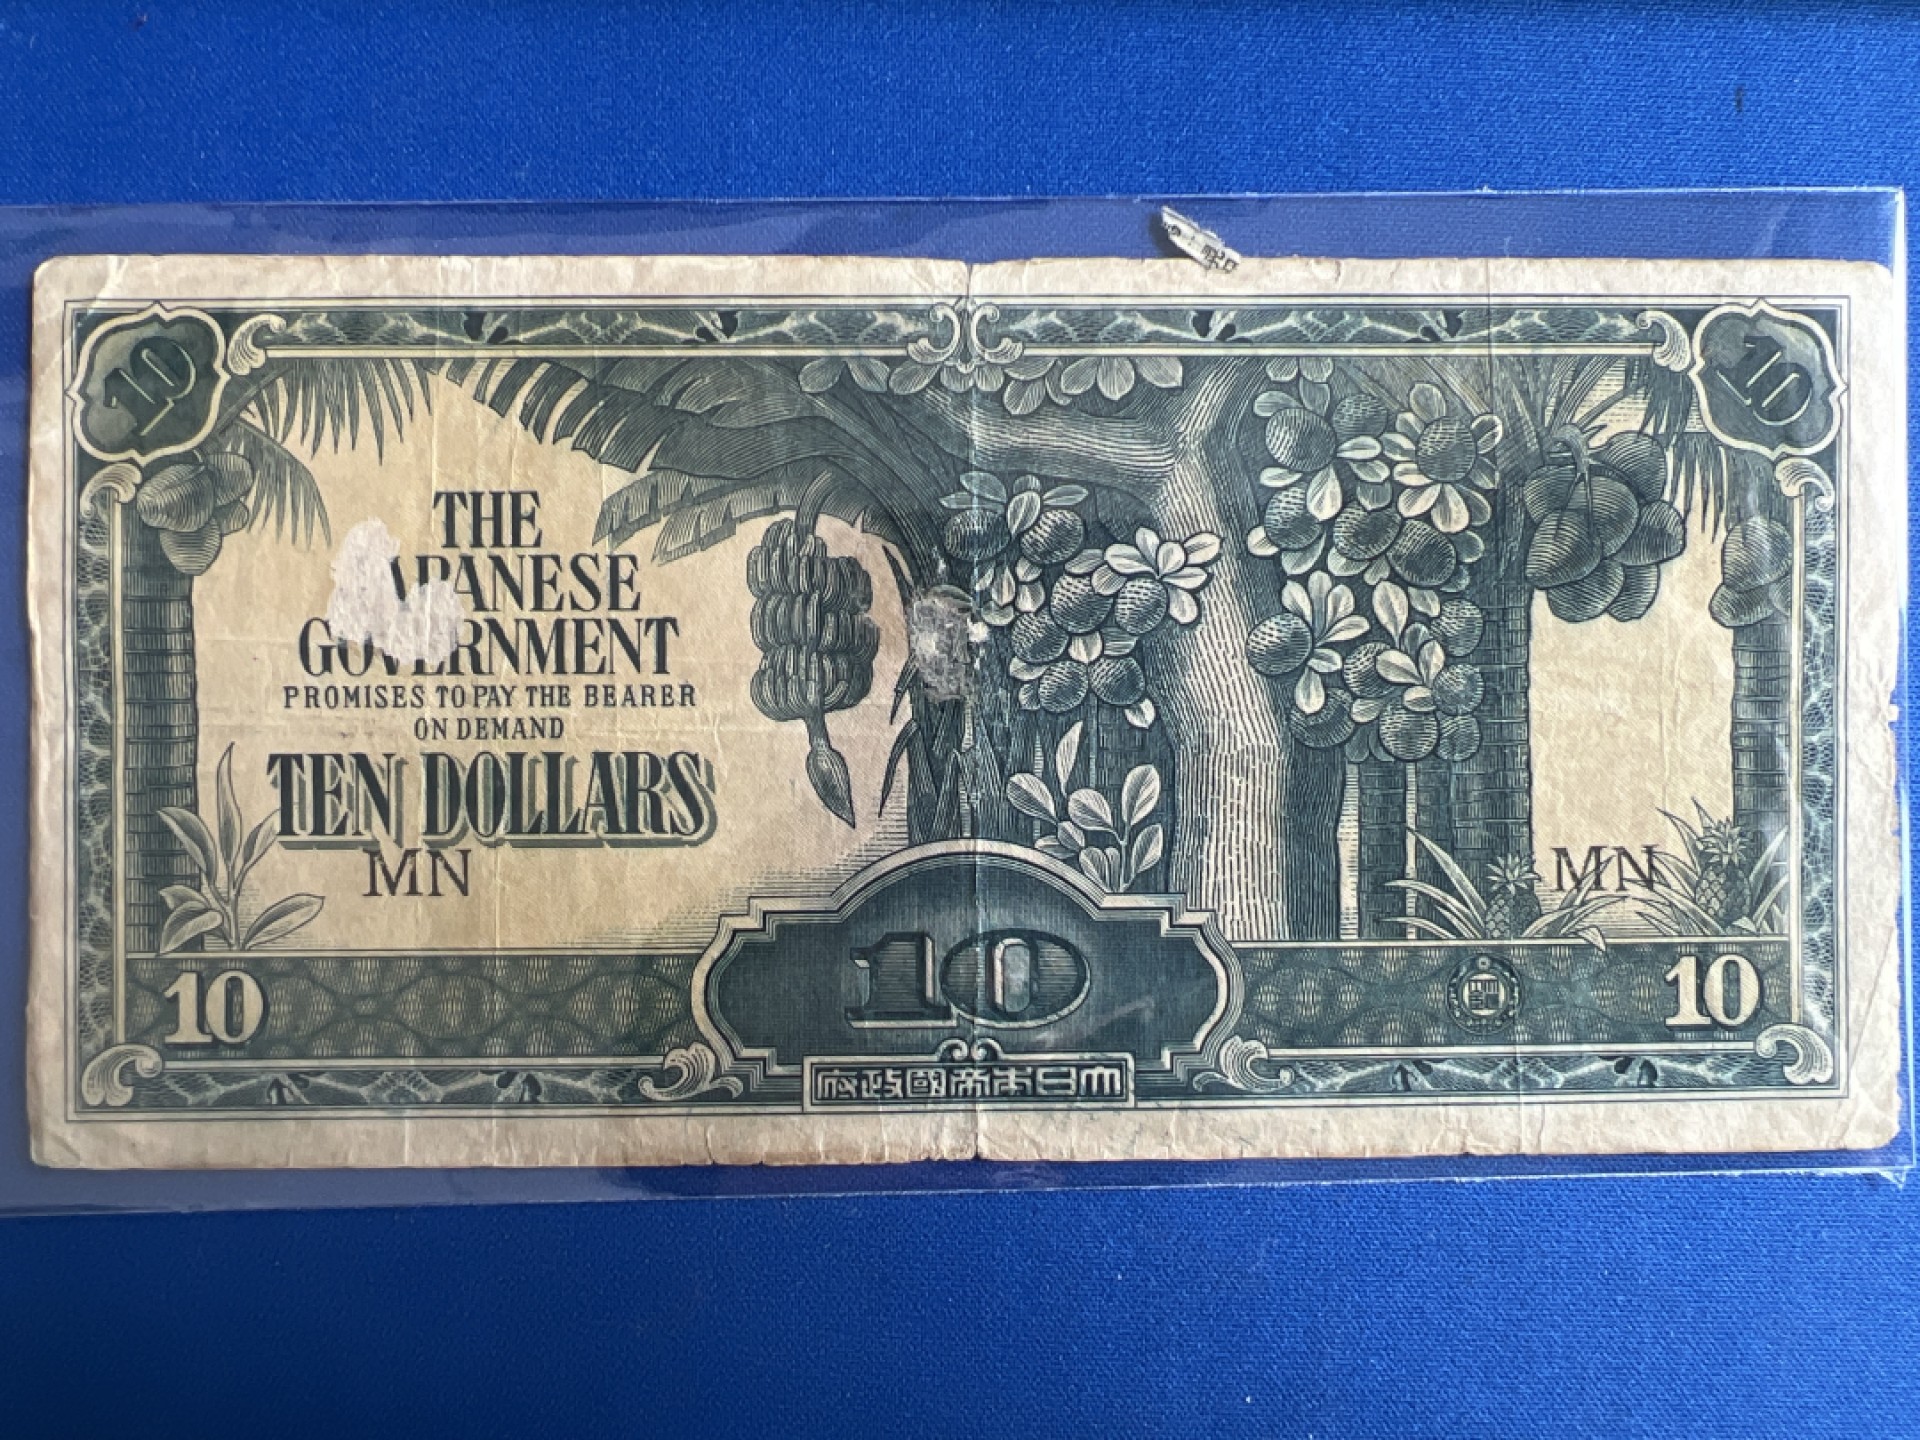 10 10
THE
JAPANESE
GOVERNMENT
PROMISES TO PAY THE BEARER
ON DEMAND
TEN DOLLARS
MN MN
10 10 10
大日本帝國政府